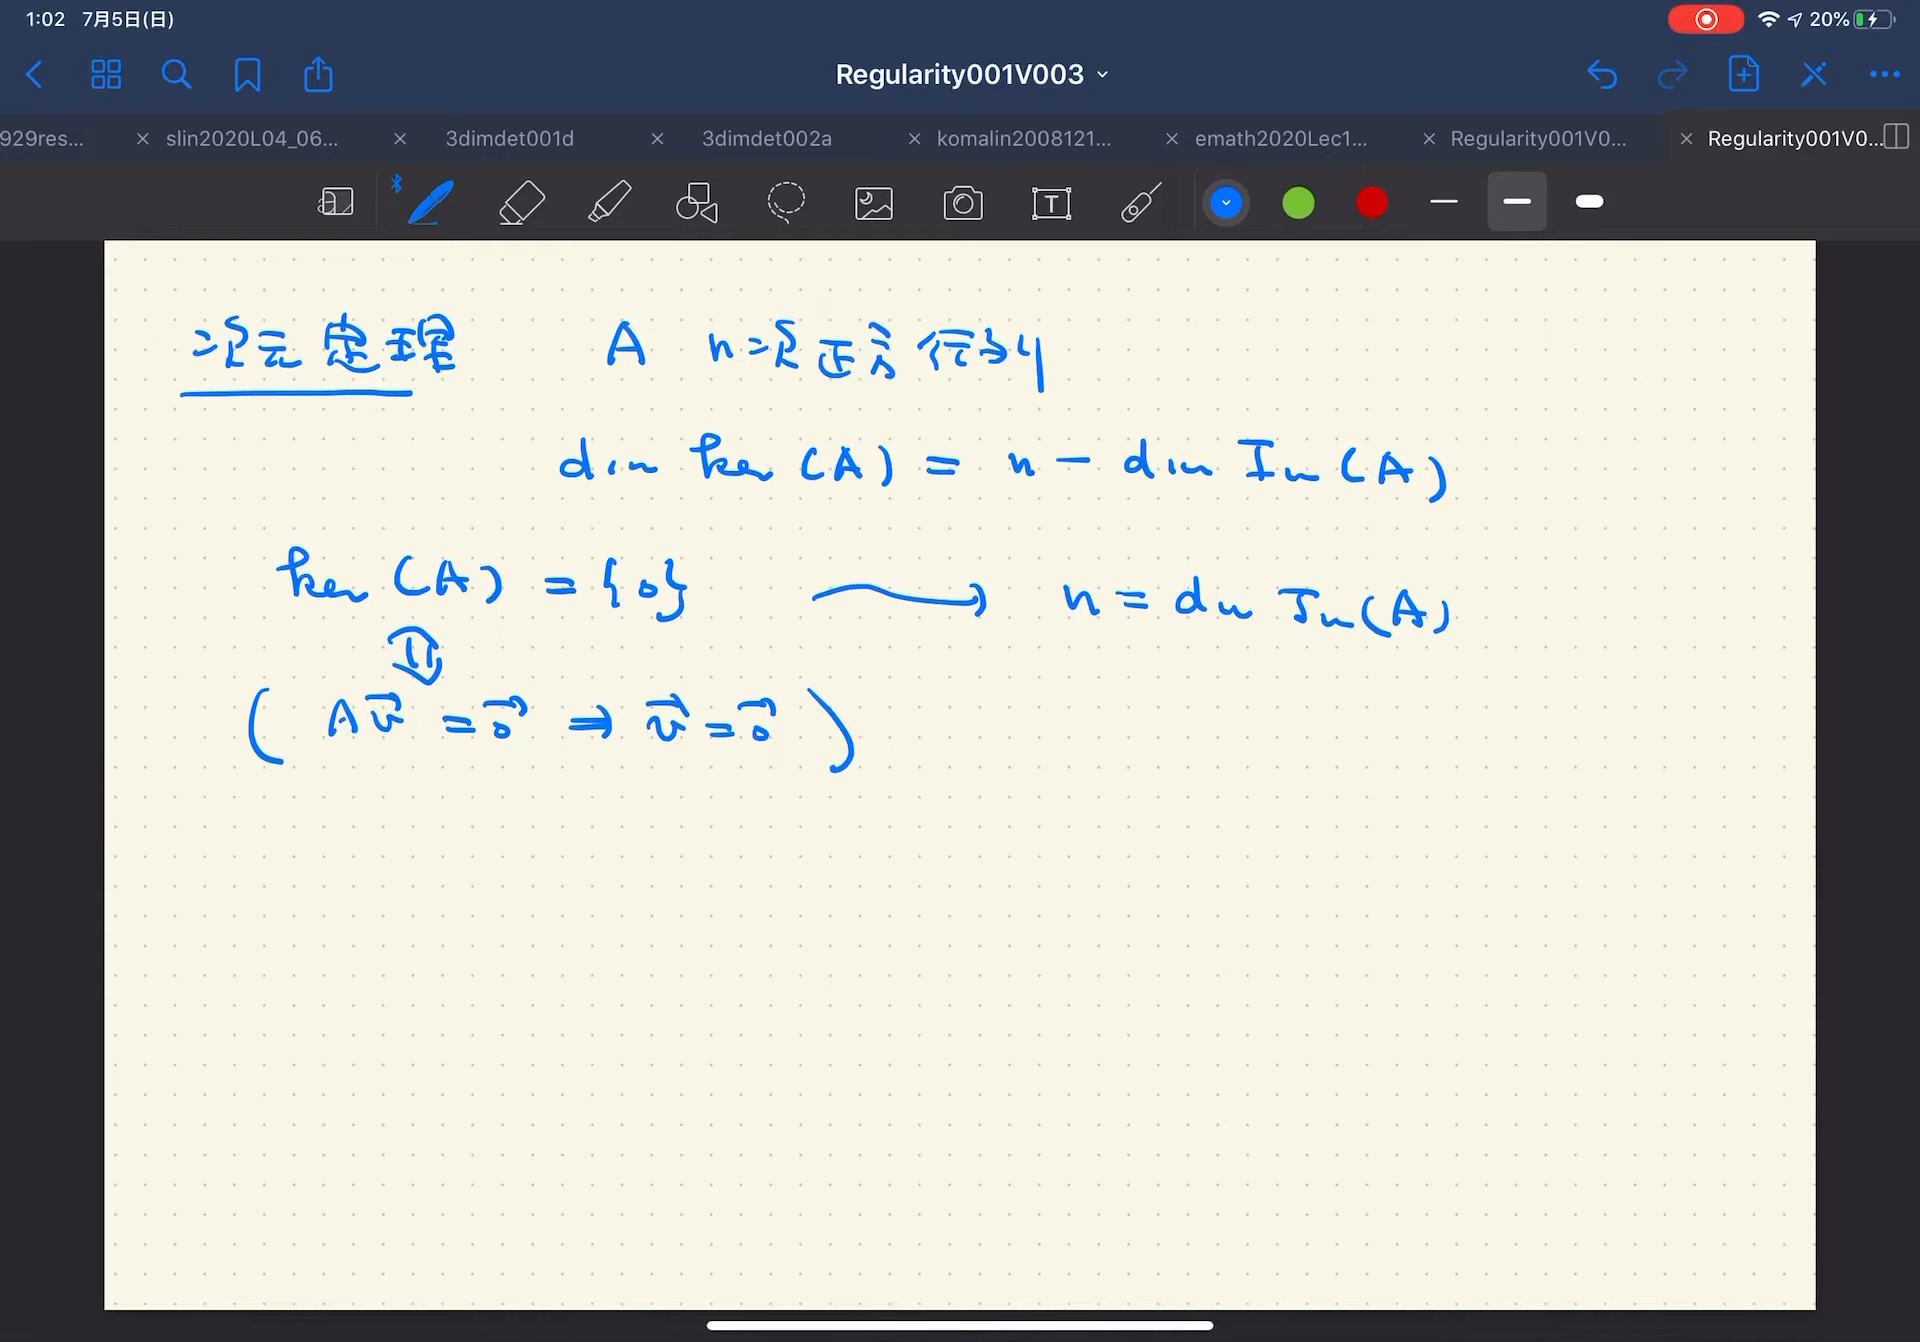 1:02 7月5日(日) 20%
Regularity001V003
929res... × slin2020L04_06... × 3dimdet001d × 3dimdet002a × komalin2008121... × emath2020Lec1... × Regularity001V0... × Regularity001V0...
次元定理 A n次正方行列
dim ker (A) = n - dim Im (A)
ker (A) = {0} → n = dim Im (A)
⇕
( A v⃗ = 0⃗ ⇒ v⃗ = 0⃗ )